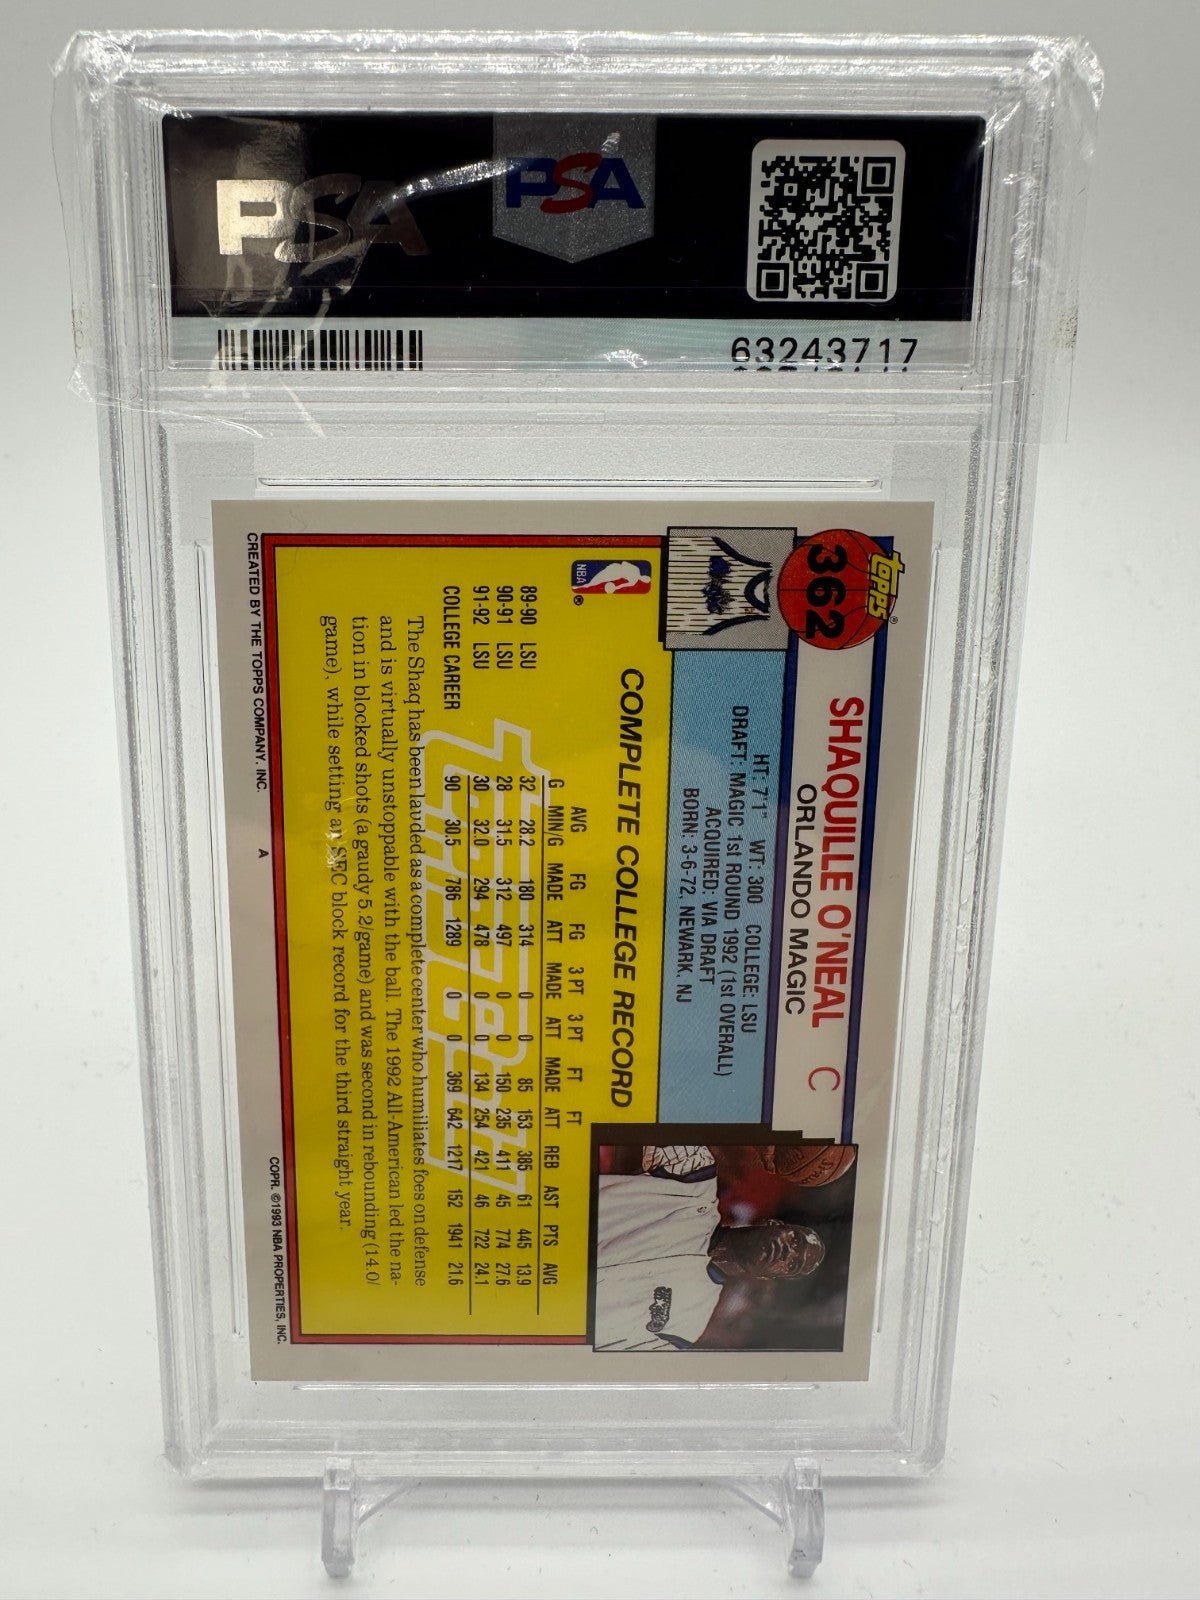 PSA
PSA
63243717
topps®
362
SHAQUILLE O'NEAL C
ORLANDO MAGIC
HT: 7'1" WT: 300 COLLEGE: LSU
DRAFT: MAGIC 1st ROUND 1992 (1st OVERALL)
ACQUIRED: VIA DRAFT
BORN: 3-6-72, NEWARK, NJ
NBA ®
COMPLETE COLLEGE RECORD
AVG FG FG 3 PT 3 PT FT FT
G MIN/G MADE ATT MADE ATT MADE ATT REB AST PTS AVG
89-90 LSU 32 28.2 180 314 0 0 85 153 385 61 445 13.9
90-91 LSU 28 31.5 312 497 0 0 150 235 411 45 774 27.6
91-92 LSU 30 32.0 294 478 0 0 134 254 421 46 722 24.1
COLLEGE CAREER 90 30.5 786 1289 0 0 369 642 1217 152 1941 21.6
The Shaq has been lauded as a complete center who humiliates foes on defense
and is virtually unstoppable with the ball. The 1992 All-American led the na-
tion in blocked shots (a gaudy 5.2/game) and was second in rebounding (14.0/
game), while setting an SEC block record for the third straight year.
CREATED BY THE TOPPS COMPANY, INC. A COPR. ©1993 NBA PROPERTIES, INC.